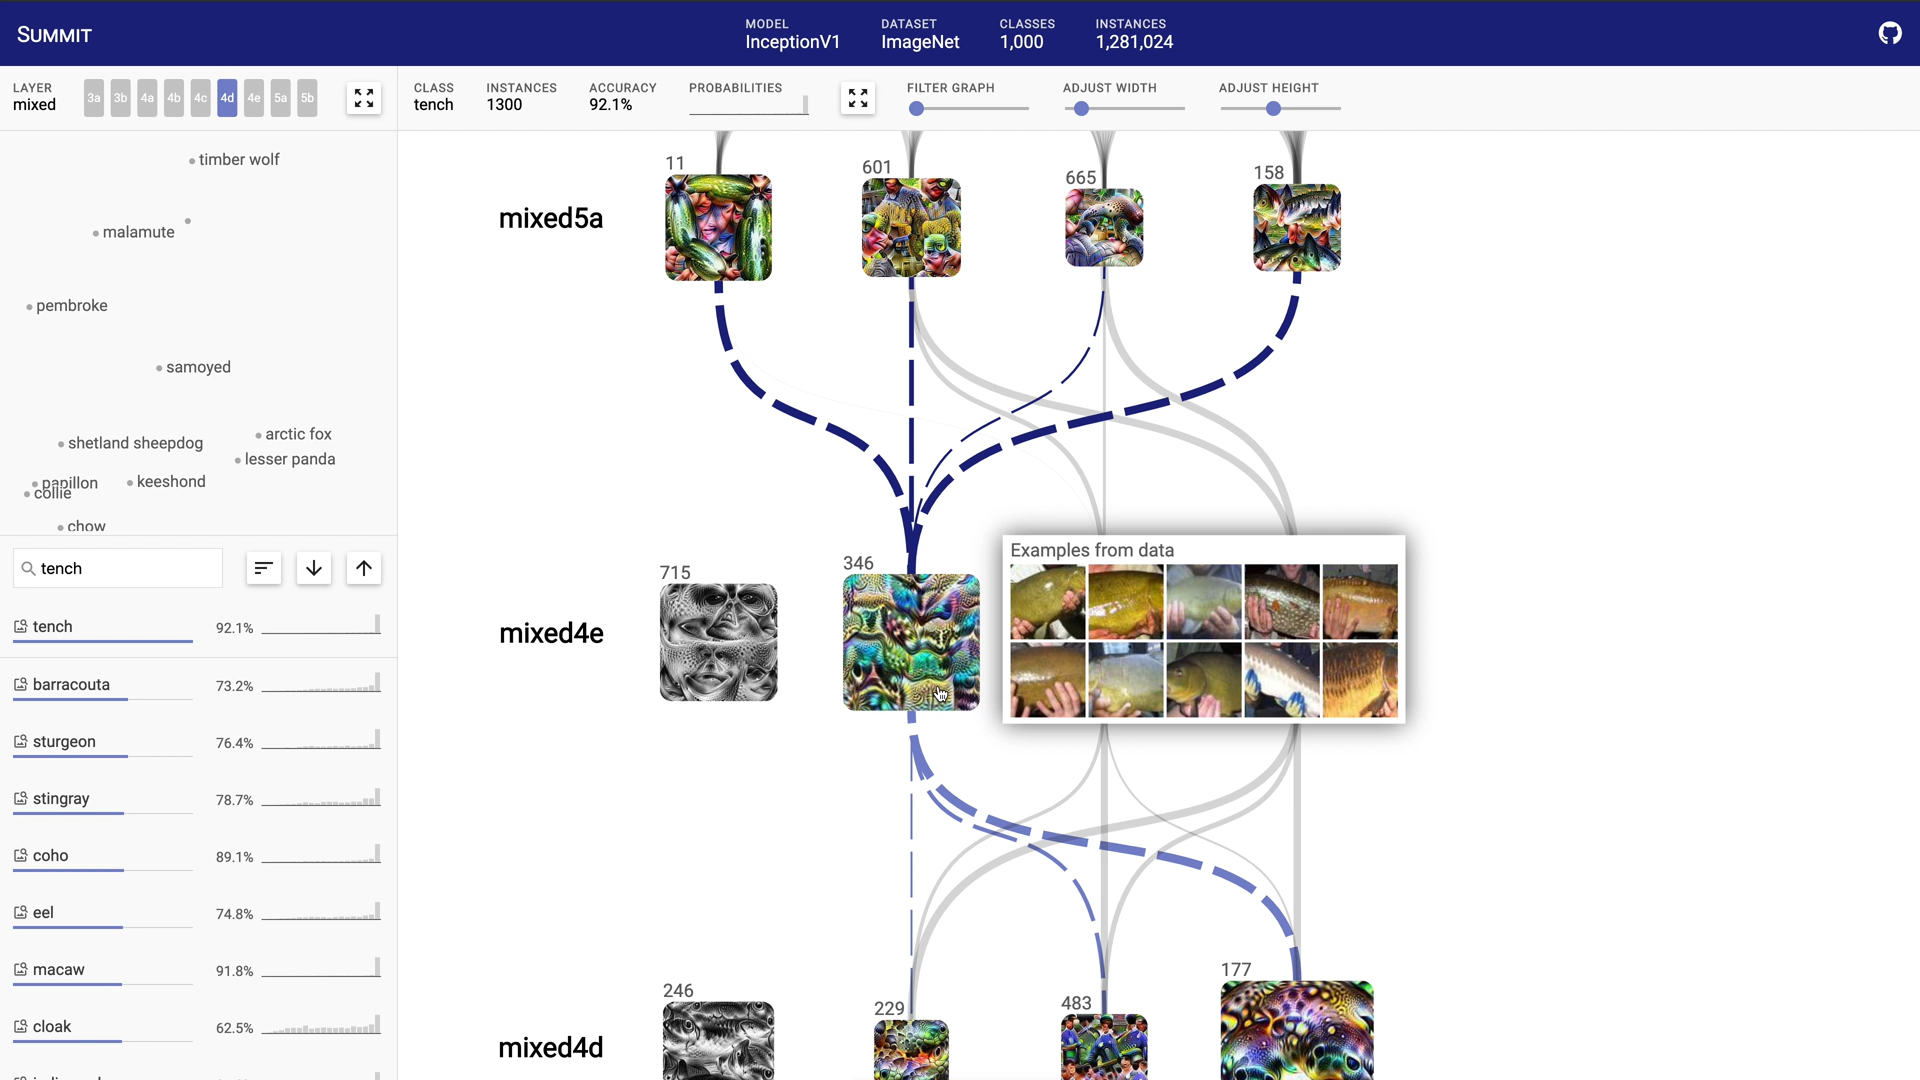 SUMMIT
MODEL
InceptionV1
DATASET
ImageNet
CLASSES
1,000
INSTANCES
1,281,024
LAYER
mixed
3a 3b 4a 4b 4c 4d 4e 5a 5b
CLASS
tench
INSTANCES
1300
ACCURACY
92.1%
PROBABILITIES
FILTER GRAPH
ADJUST WIDTH
ADJUST HEIGHT
timber wolf
malamute
pembroke
samoyed
arctic fox
shetland sheepdog
lesser panda
papillon
keeshond
collie
chow
tench
tench 92.1%
barracouta 73.2%
sturgeon 76.4%
stingray 78.7%
coho 89.1%
eel 74.8%
macaw 91.8%
cloak 62.5%
mixed5a
11
601
665
158
mixed4e
715
346
Examples from data
mixed4d
246
229
483
177